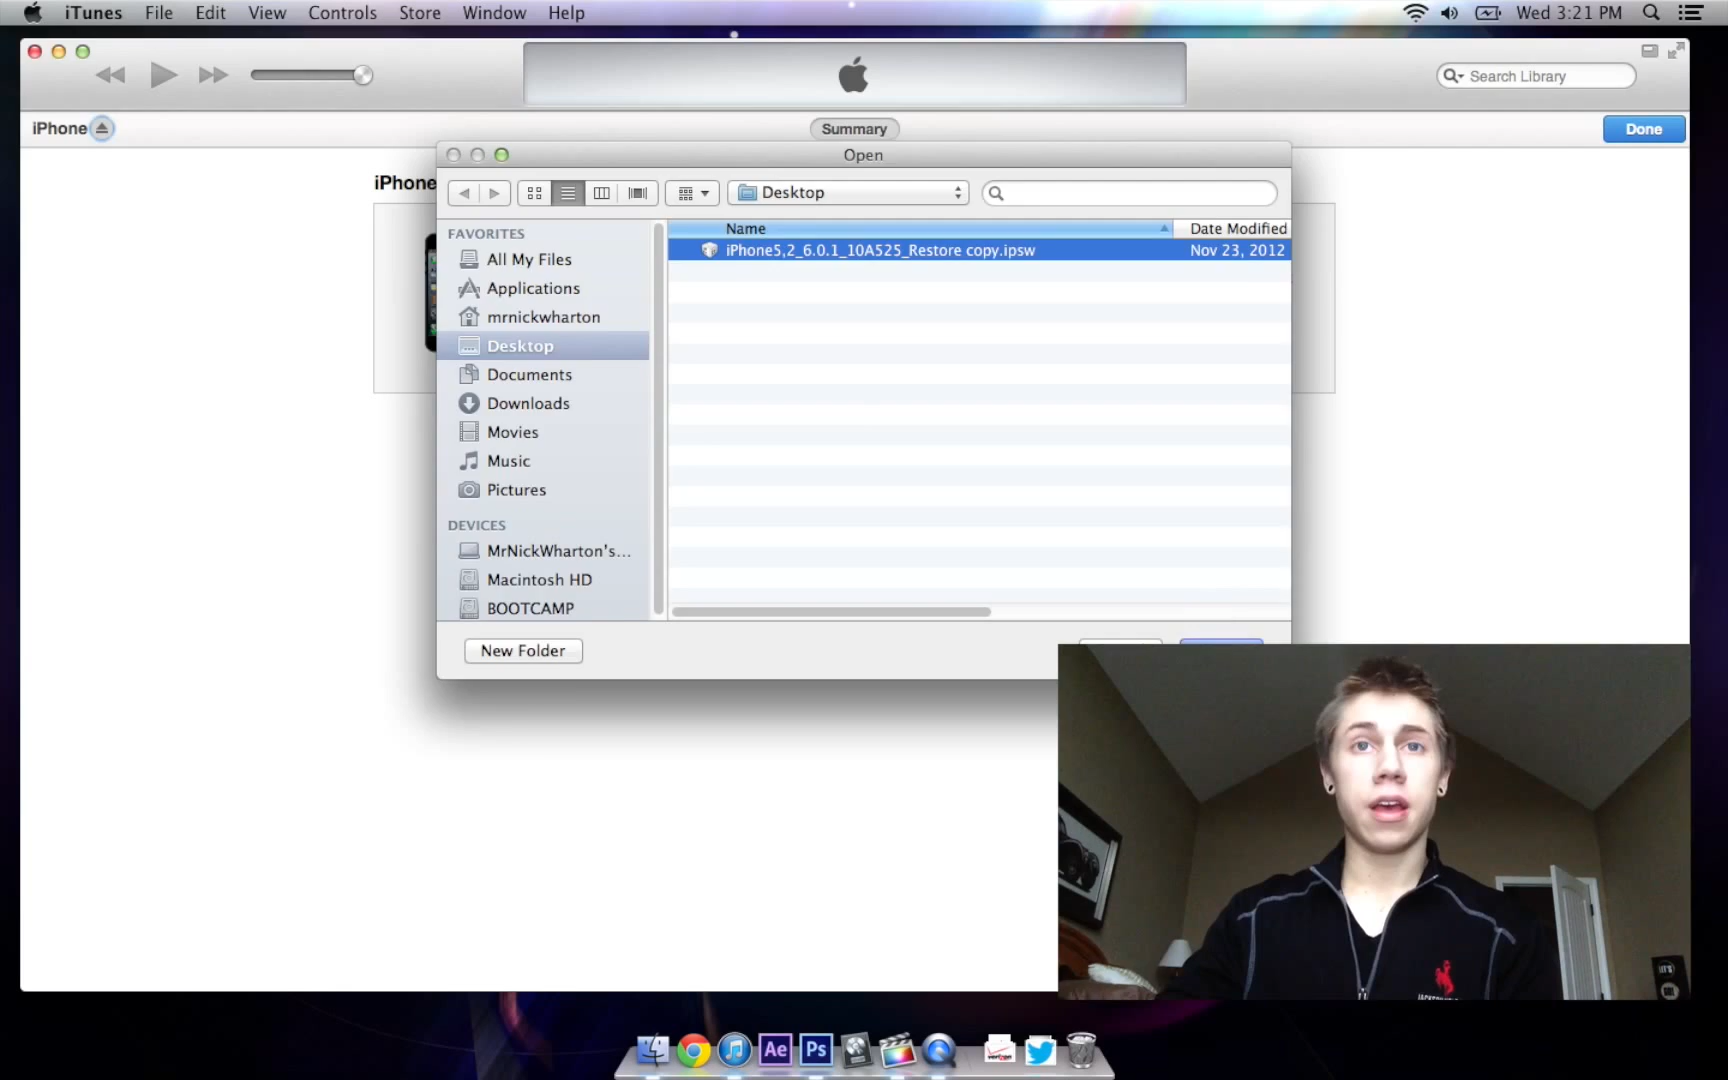 iTunes File Edit View Controls Store Window Help Wed 3:21 PM
Search Library
iPhone Summary Done
Open
iPhone
Desktop
FAVORITES Name Date Modified
iPhone5,2_6.0.1_10A525_Restore copy.ipsw Nov 23, 2012
All My Files
Applications
mrnickwharton
Desktop
Documents
Downloads
Movies
Music
Pictures
DEVICES
MrNickWharton's...
Macintosh HD
BOOTCAMP
New Folder
Ae Ps